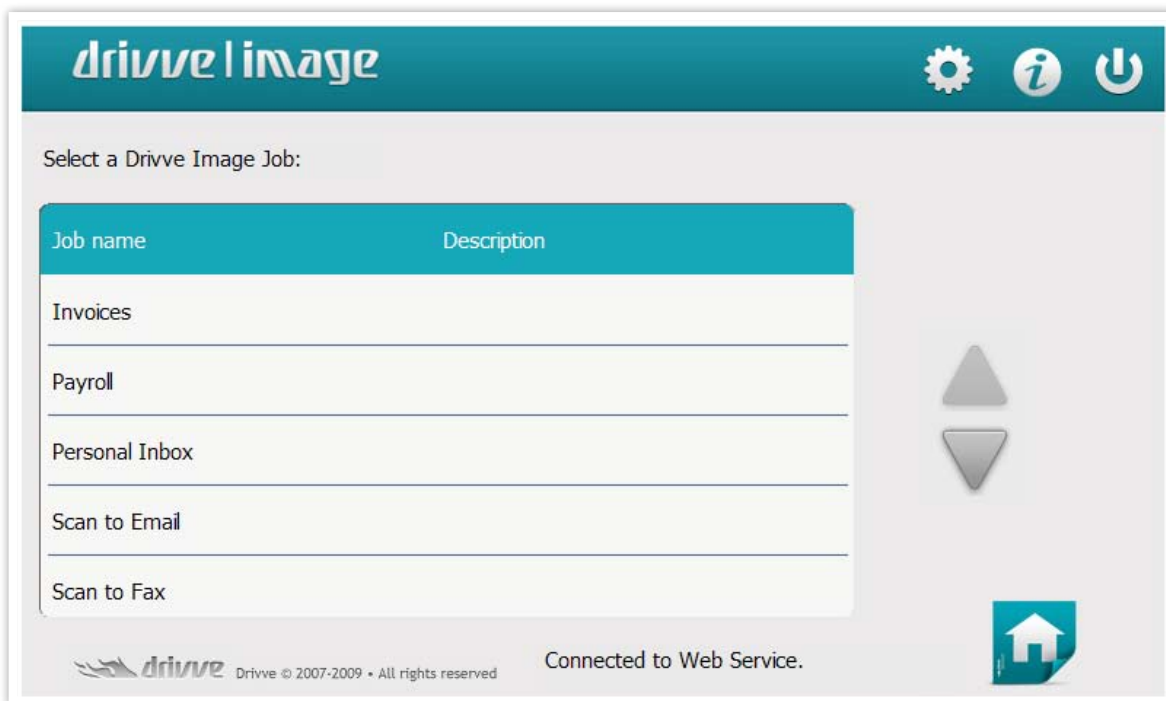 drivve | image
Select a Drivve Image Job:
Job name Description
Invoices
Payroll
Personal Inbox
Scan to Email
Scan to Fax
drivve Drivve © 2007-2009 • All rights reserved Connected to Web Service.